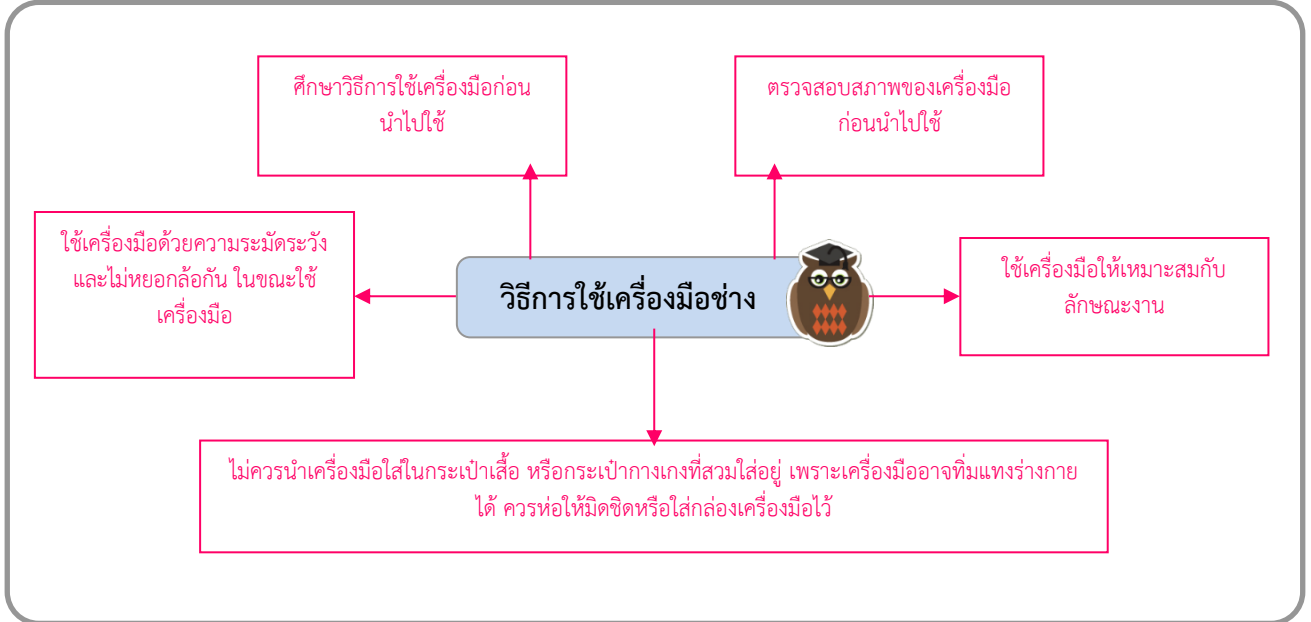 ศึกษาวิธีการใช้เครื่องมือก่อน
นำไปใช้
ตรวจสอบสภาพของเครื่องมือ
ก่อนนำไปใช้
ใช้เครื่องมือด้วยความระมัดระวัง
และไม่หยอกล้อกัน ในขณะใช้
เครื่องมือ
วิธีการใช้เครื่องมือช่าง
ใช้เครื่องมือให้เหมาะสมกับ
ลักษณะงาน
ไม่ควรนำเครื่องมือใส่ในกระเป๋าเสื้อ หรือกระเป๋ากางเกงที่สวมใส่อยู่ เพราะเครื่องมืออาจทิ่มแทงร่างกาย
ได้ ควรห่อให้มิดชิดหรือใส่กล่องเครื่องมือไว้